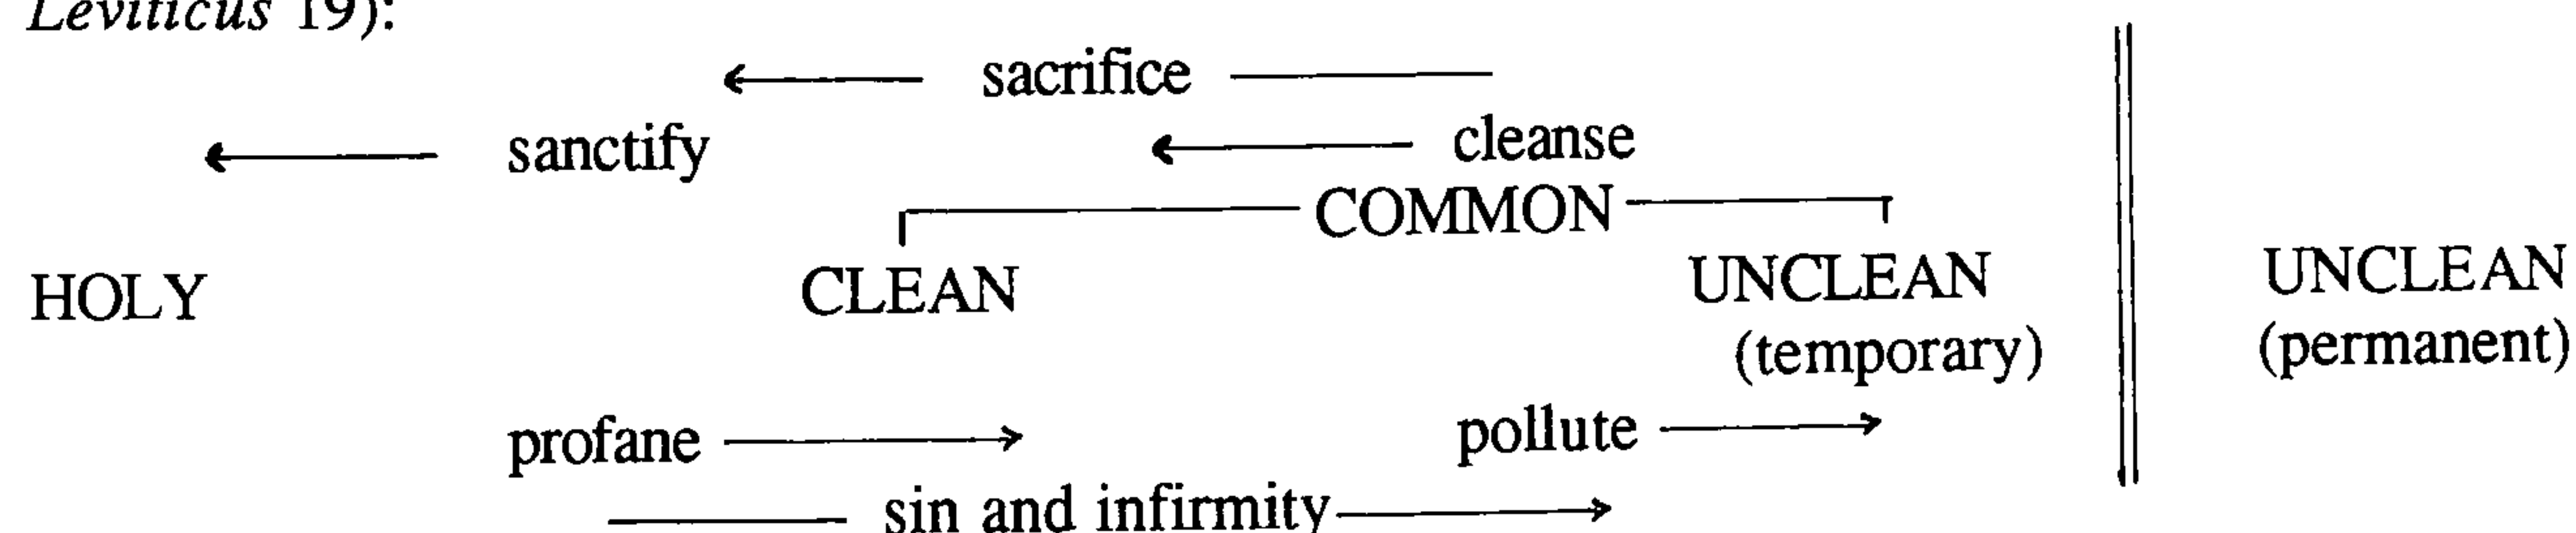 Leviticus 19):
sacrifice
sanctify cleanse
COMMON
HOLY CLEAN UNCLEAN UNCLEAN
(temporary) (permanent)
profane pollute
sin and infirmity